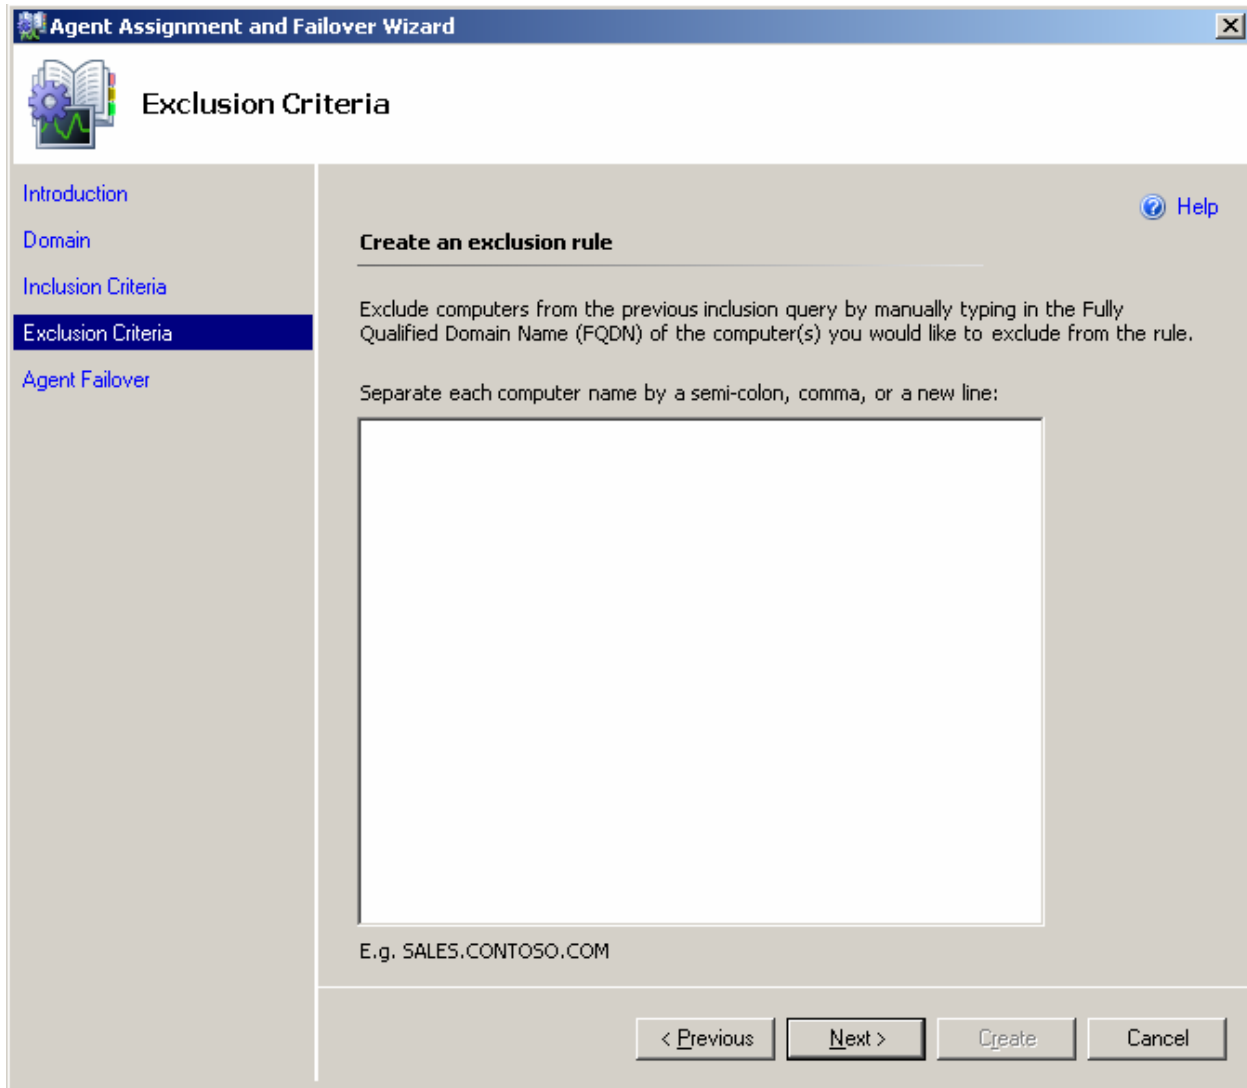 Agent Assignment and Failover Wizard
Exclusion Criteria
Introduction
Domain
Inclusion Criteria
Exclusion Criteria
Agent Failover
Help
Create an exclusion rule
Exclude computers from the previous inclusion query by manually typing in the Fully
Qualified Domain Name (FQDN) of the computer(s) you would like to exclude from the rule.
Separate each computer name by a semi-colon, comma, or a new line:
E.g. SALES.CONTOSO.COM
< Previous
Next >
Create
Cancel